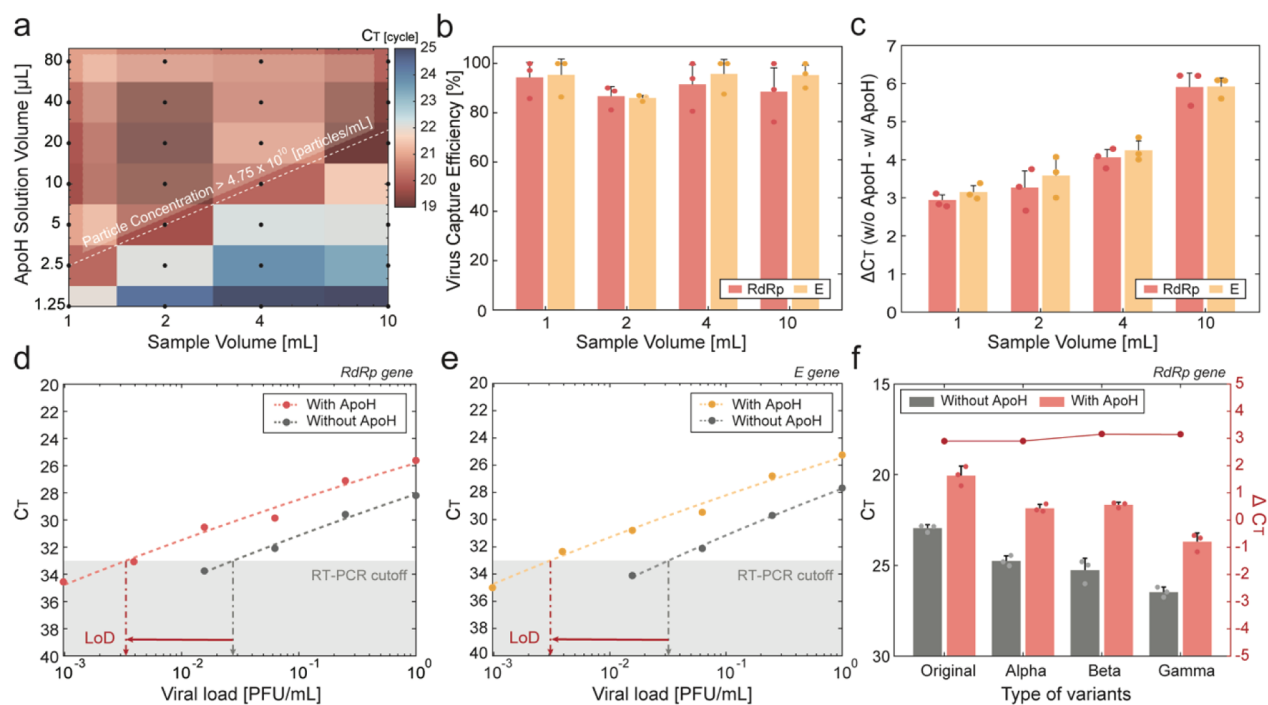 a
CT [cycle]
ApoH Solution Volume [µL]
80
40
20
10
5
2.5
1.25
Particle Concentration > 4.75 x 10^10 [particles/mL]
25
24
23
22
21
20
19
1 2 4 10
Sample Volume [mL]
b
Virus Capture Efficiency [%]
100
80
60
40
20
0
RdRp E
1 2 4 10
Sample Volume [mL]
c
ΔCT (w/o ApoH - w/ ApoH)
7
6
5
4
3
2
1
0
RdRp E
1 2 4 10
Sample Volume [mL]
d
RdRp gene
CT
20
22
24
26
28
30
32
34
36
38
40
With ApoH
Without ApoH
RT-PCR cutoff
LoD
10^-3 10^-2 10^-1 10^0
Viral load [PFU/mL]
e
E gene
CT
20
22
24
26
28
30
32
34
36
38
40
With ApoH
Without ApoH
RT-PCR cutoff
LoD
10^-3 10^-2 10^-1 10^0
Viral load [PFU/mL]
f
RdRp gene
CT
15
20
25
30
Without ApoH With ApoH
5
4
3
2
1
0
-1
-2
-3
-4
-5
Δ CT
Original Alpha Beta Gamma
Type of variants